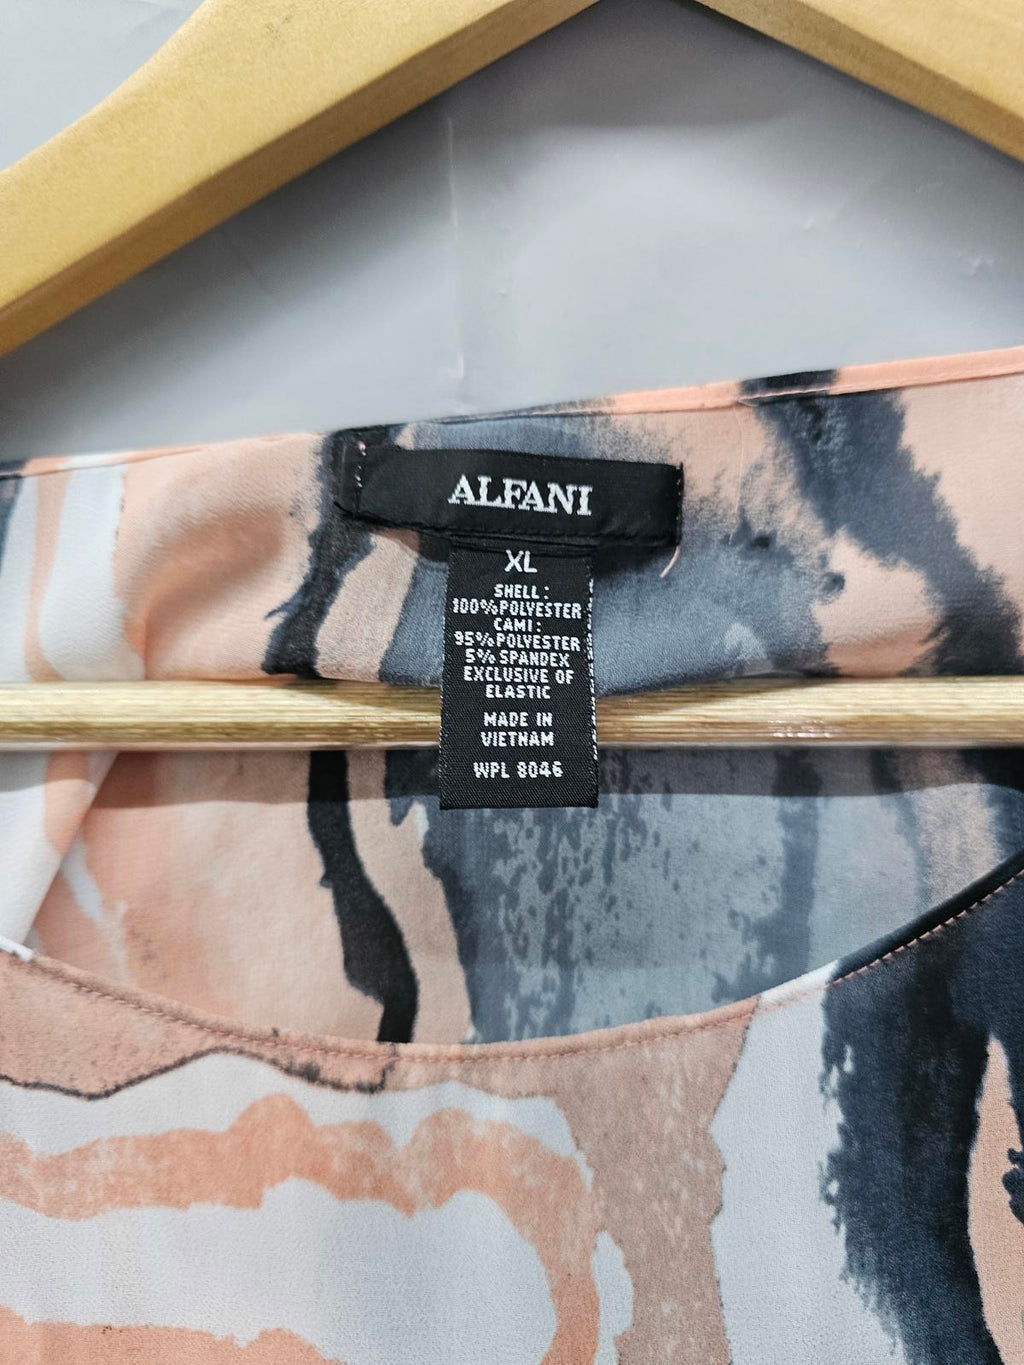 ALFANI
XL
SHELL:
100%POLYESTER
CAMI:
95%POLYESTER
5% SPANDEX
EXCLUSIVE OF
ELASTIC
MADE IN
VIETNAM
WPL 8046